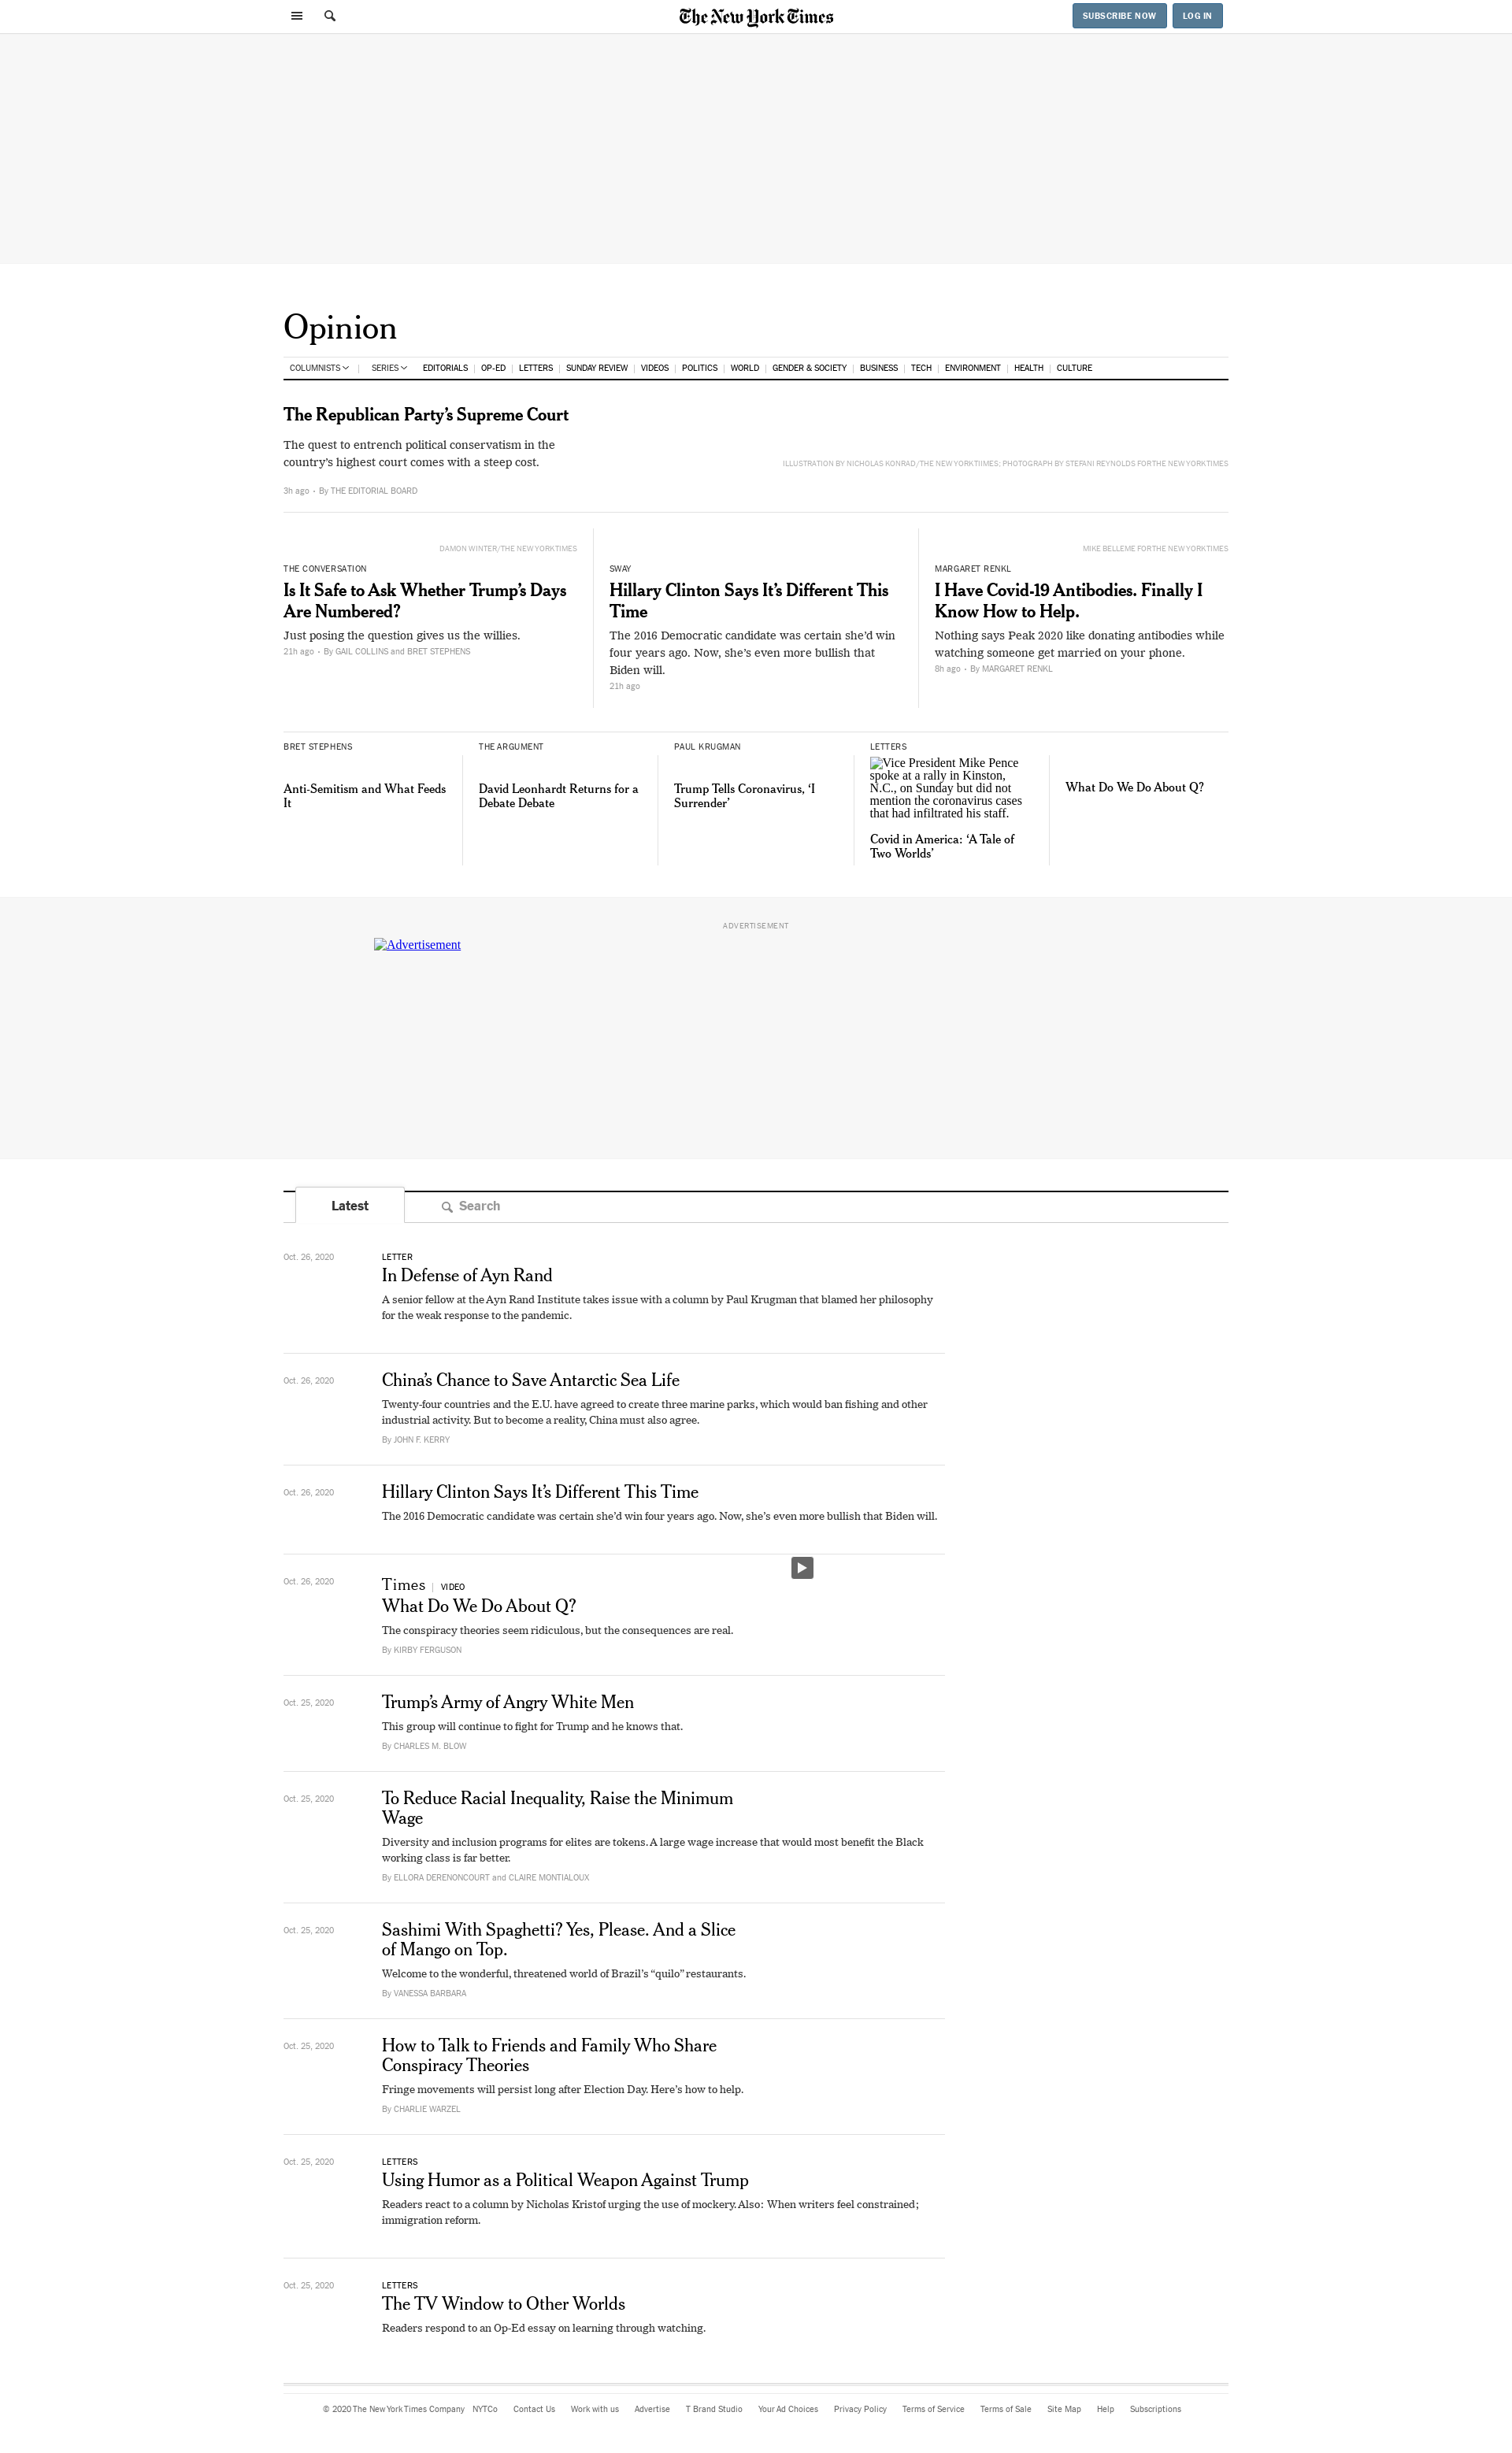 The New York Times
SUBSCRIBE NOW
LOG IN
Opinion
COLUMNISTS SERIES EDITORIALS OP-ED LETTERS SUNDAY REVIEW VIDEOS POLITICS WORLD GENDER & SOCIETY BUSINESS TECH ENVIRONMENT HEALTH CULTURE
The Republican Party’s Supreme Court
The quest to entrench political conservatism in the
country’s highest court comes with a steep cost.
3h ago • By THE EDITORIAL BOARD
ILLUSTRATION BY NICHOLAS KONRAD/THE NEW YORK TIIMES; PHOTOGRAPH BY STEFANI REYNOLDS FOR THE NEW YORK TIMES
DAMON WINTER/THE NEW YORK TIMES
THE CONVERSATION
Is It Safe to Ask Whether Trump’s Days
Are Numbered?
Just posing the question gives us the willies.
21h ago • By GAIL COLLINS and BRET STEPHENS
SWAY
Hillary Clinton Says It’s Different This
Time
The 2016 Democratic candidate was certain she’d win
four years ago. Now, she’s even more bullish that
Biden will.
21h ago
MIKE BELLEME FOR THE NEW YORK TIMES
MARGARET RENKL
I Have Covid-19 Antibodies. Finally I
Know How to Help.
Nothing says Peak 2020 like donating antibodies while
watching someone get married on your phone.
8h ago • By MARGARET RENKL
BRET STEPHENS
Anti-Semitism and What Feeds
It
THE ARGUMENT
David Leonhardt Returns for a
Debate Debate
PAUL KRUGMAN
Trump Tells Coronavirus, ‘I
Surrender’
LETTERS
Vice President Mike Pence
spoke at a rally in Kinston,
N.C., on Sunday but did not
mention the coronavirus cases
that had infiltrated his staff.
Covid in America: ‘A Tale of
Two Worlds’
What Do We Do About Q?
ADVERTISEMENT
Advertisement
Latest
Search
Oct. 26, 2020
LETTER
In Defense of Ayn Rand
A senior fellow at the Ayn Rand Institute takes issue with a column by Paul Krugman that blamed her philosophy
for the weak response to the pandemic.
Oct. 26, 2020
China’s Chance to Save Antarctic Sea Life
Twenty-four countries and the E.U. have agreed to create three marine parks, which would ban fishing and other
industrial activity. But to become a reality, China must also agree.
By JOHN F. KERRY
Oct. 26, 2020
Hillary Clinton Says It’s Different This Time
The 2016 Democratic candidate was certain she’d win four years ago. Now, she’s even more bullish that Biden will.
Oct. 26, 2020
Times | VIDEO
What Do We Do About Q?
The conspiracy theories seem ridiculous, but the consequences are real.
By KIRBY FERGUSON
Oct. 25, 2020
Trump’s Army of Angry White Men
This group will continue to fight for Trump and he knows that.
By CHARLES M. BLOW
Oct. 25, 2020
To Reduce Racial Inequality, Raise the Minimum
Wage
Diversity and inclusion programs for elites are tokens. A large wage increase that would most benefit the Black
working class is far better.
By ELLORA DERENONCOURT and CLAIRE MONTIALOUX
Oct. 25, 2020
Sashimi With Spaghetti? Yes, Please. And a Slice
of Mango on Top.
Welcome to the wonderful, threatened world of Brazil’s “quilo” restaurants.
By VANESSA BARBARA
Oct. 25, 2020
How to Talk to Friends and Family Who Share
Conspiracy Theories
Fringe movements will persist long after Election Day. Here’s how to help.
By CHARLIE WARZEL
Oct. 25, 2020
LETTERS
Using Humor as a Political Weapon Against Trump
Readers react to a column by Nicholas Kristof urging the use of mockery. Also: When writers feel constrained;
immigration reform.
Oct. 25, 2020
LETTERS
The TV Window to Other Worlds
Readers respond to an Op-Ed essay on learning through watching.
© 2020 The New York Times Company NYTCo Contact Us Work with us Advertise T Brand Studio Your Ad Choices Privacy Policy Terms of Service Terms of Sale Site Map Help Subscriptions